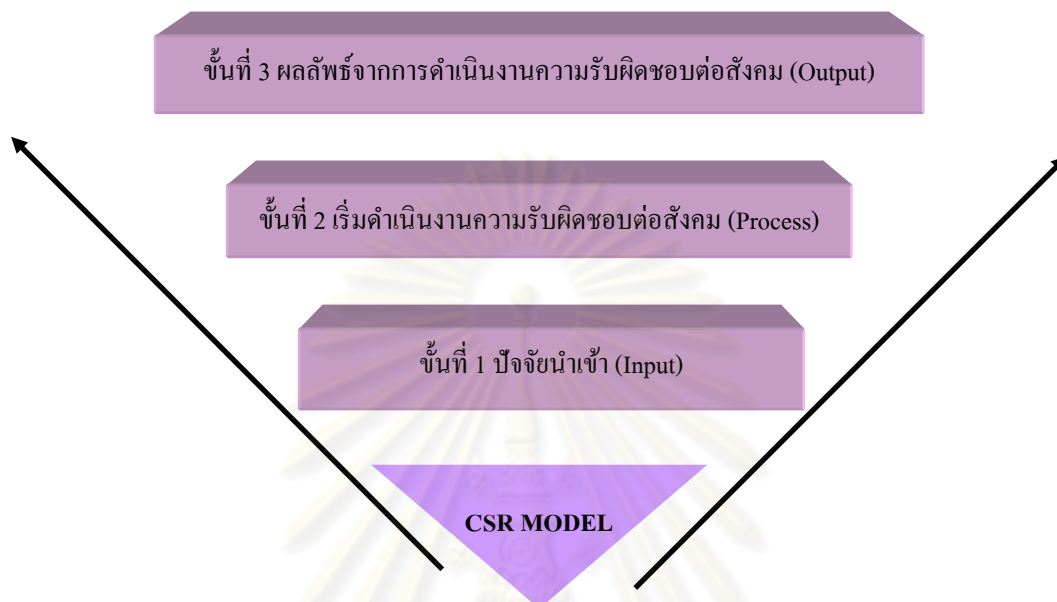 ขั้นที่ 3 ผลลัพธ์จากการดำเนินงานความรับผิดชอบต่อสังคม (Output)
ขั้นที่ 2 เริ่มดำเนินงานความรับผิดชอบต่อสังคม (Process)
ขั้นที่ 1 ปัจจัยนำเข้า (Input)
CSR MODEL